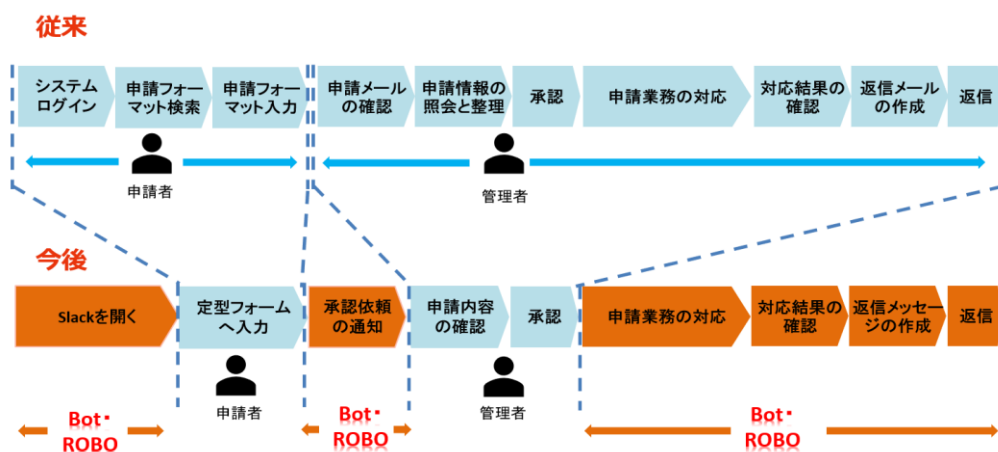 従来
システム
ログイン
申請フォー
マット検索
申請フォー
マット入力
申請メール
の確認
申請情報の
照会と整理
承認
申請業務の対応
対応結果の
確認
返信メール
の作成
返信
申請者
管理者
今後
Slackを開く
定型フォーム
へ入力
承認依頼
の通知
申請内容
の確認
承認
申請業務の対応
対応結果の
確認
返信メッセー
ジの作成
返信
申請者
管理者
Bot・
ROBO
Bot・
ROBO
Bot・
ROBO